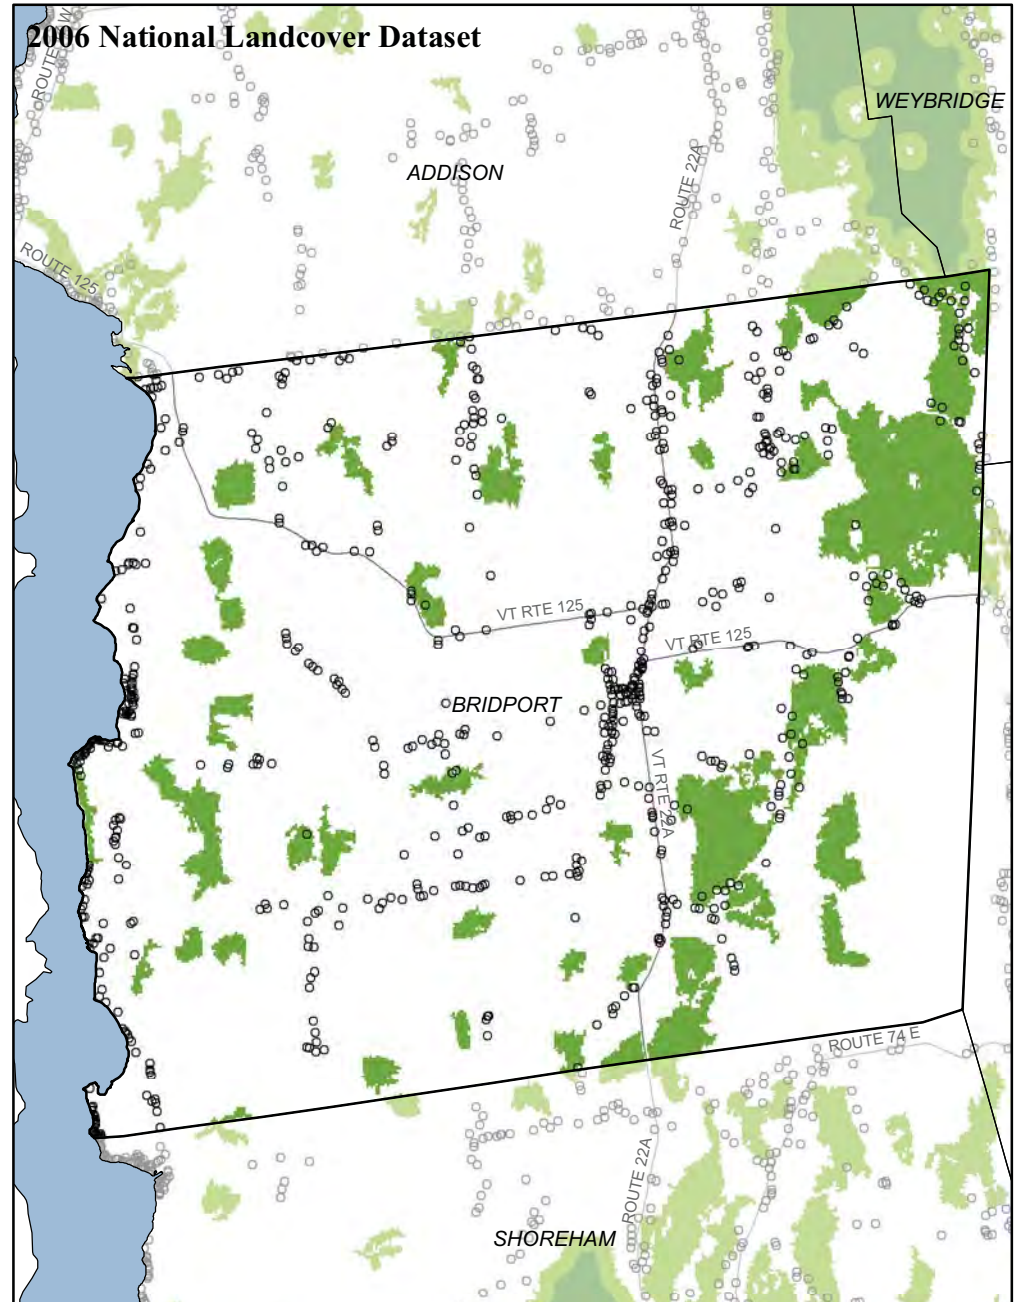 2006 National Landcover Dataset
ROUTE W
WEYBRIDGE
ADDISON
ROUTE 22A
ROUTE 125
VT RTE 125
VT RTE 125
BRIDPORT
VT RTE 22A
ROUTE 74 E
ROUTE 22A
SHOREHAM